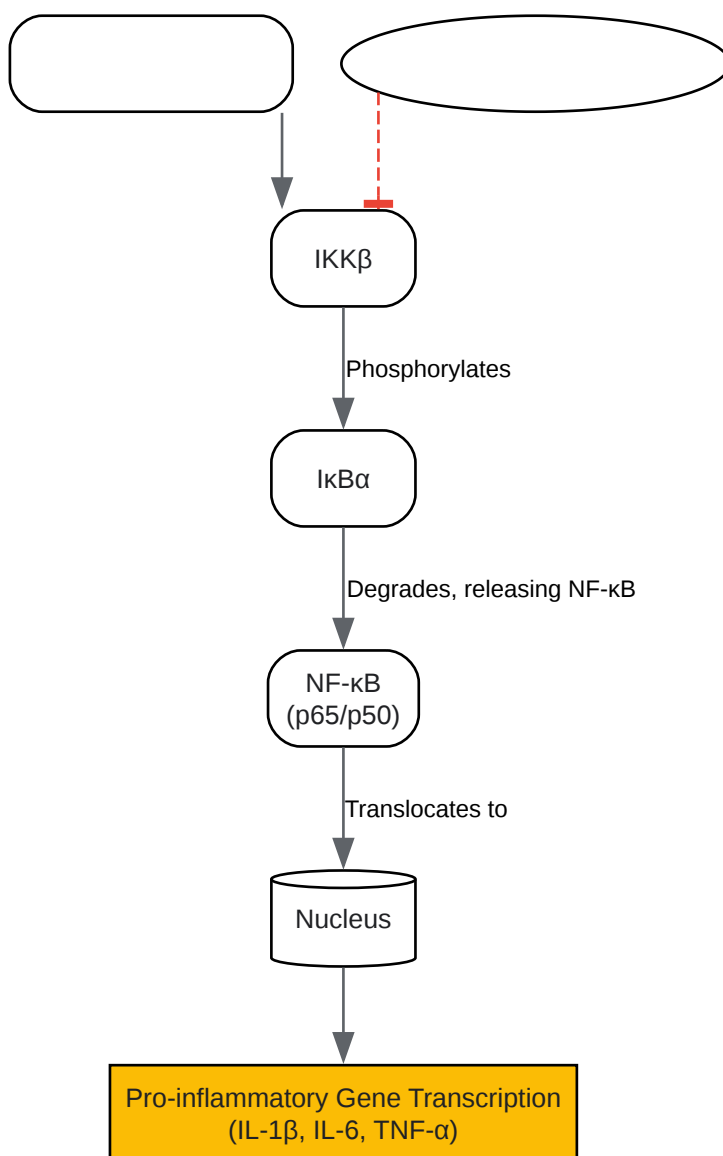 IKKβ
Phosphorylates
IκBα
Degrades, releasing NF-κB
NF-κB
(p65/p50)
Translocates to
Nucleus
Pro-inflammatory Gene Transcription
(IL-1β, IL-6, TNF-α)